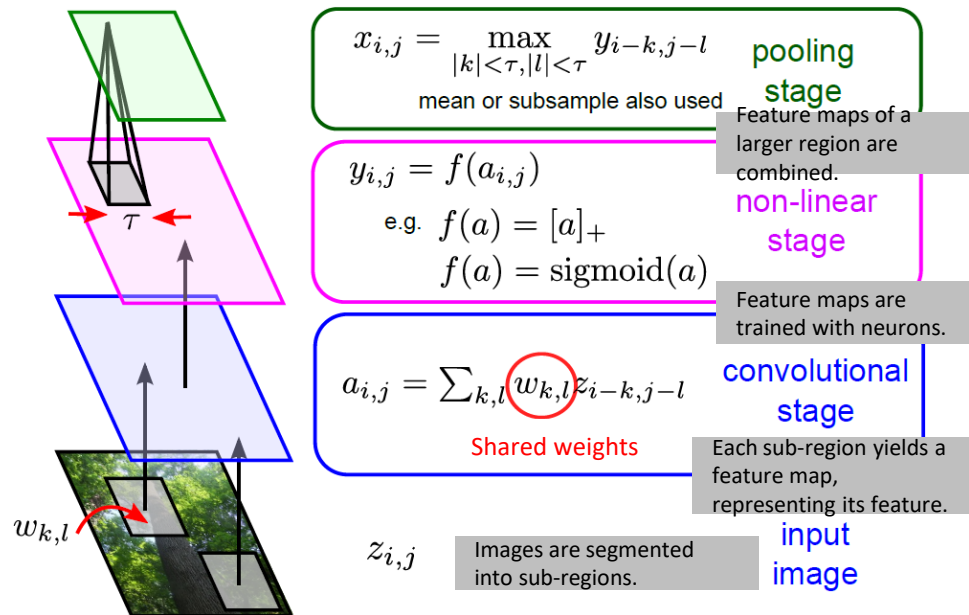 x_{i,j} = max_{|k|<τ,|l|<τ} y_{i−k,j−l}
mean or subsample also used
pooling
stage
Feature maps of a
larger region are
combined.
y_{i,j} = f(a_{i,j})
e.g. f(a) = [a]_+
f(a) = sigmoid(a)
non-linear
stage
τ
Feature maps are
trained with neurons.
a_{i,j} = ∑_{k,l} w_{k,l} z_{i−k,j−l}
Shared weights
convolutional
stage
Each sub-region yields a
feature map,
representing its feature.
w_{k,l}
z_{i,j}
Images are segmented
into sub-regions.
input
image